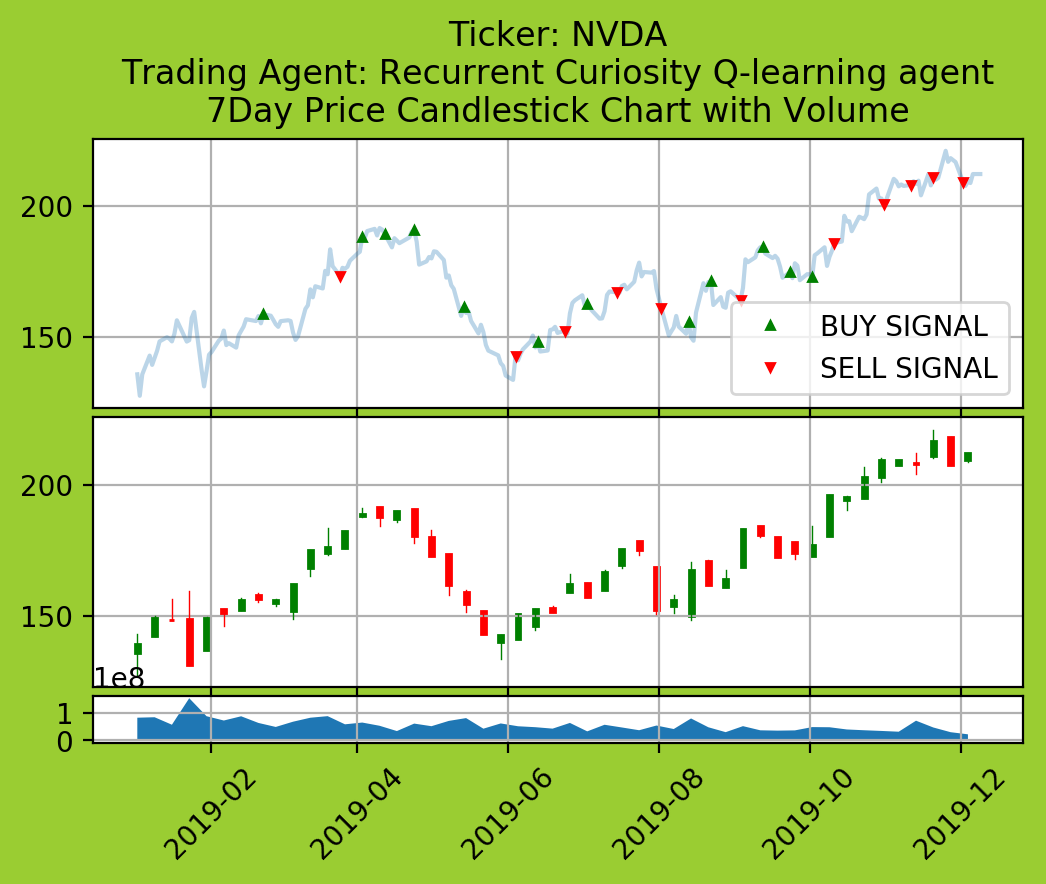 Ticker: NVDA
Trading Agent: Recurrent Curiosity Q-learning agent
7Day Price Candlestick Chart with Volume
200
150
BUY SIGNAL
SELL SIGNAL
200
150
1e8
1
0
2019-02
2019-04
2019-06
2019-08
2019-10
2019-12